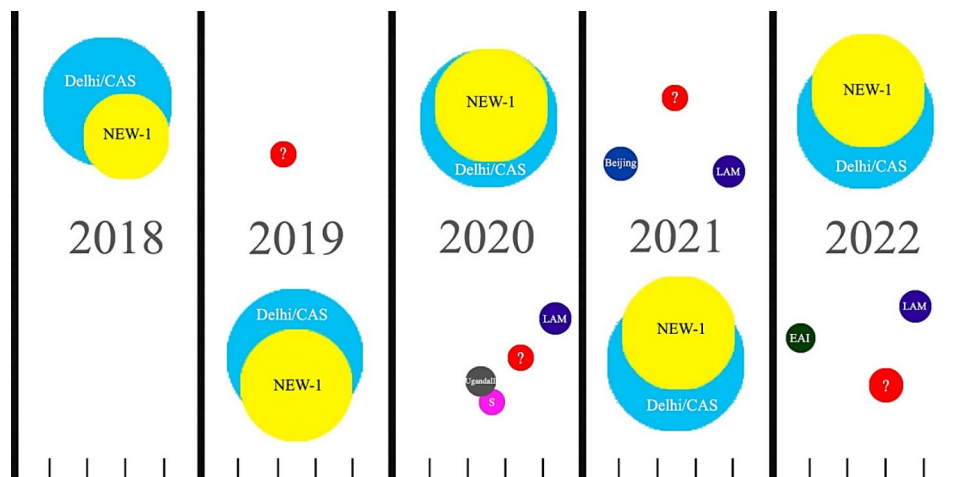 Delhi/CAS
NEW-1
2018
?
2019
Delhi/CAS
NEW-1
NEW-1
Delhi/CAS
2020
LAM
?
UgandaII
S
?
Beijing
LAM
2021
NEW-1
Delhi/CAS
NEW-1
Delhi/CAS
2022
LAM
EAI
?